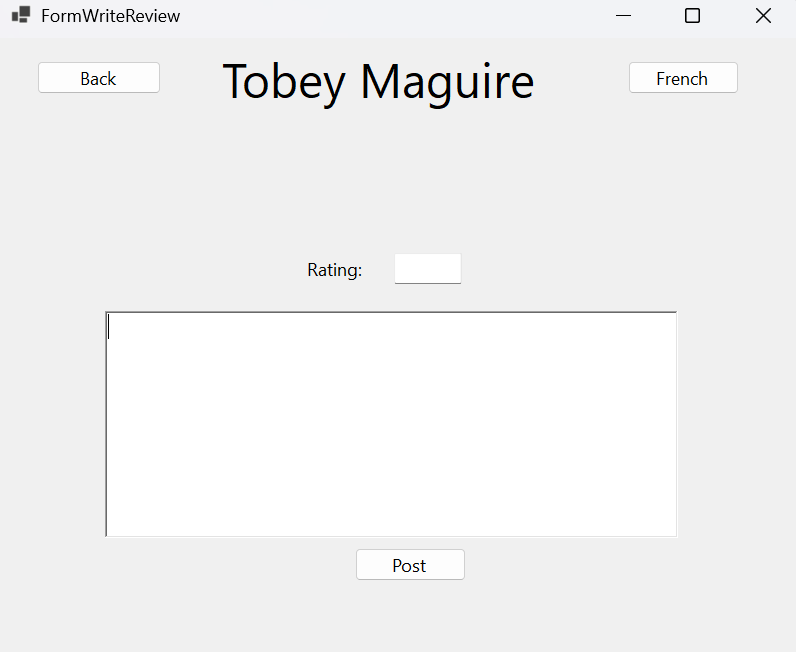 FormWriteReview
Back
Tobey Maguire
French
Rating:
Post